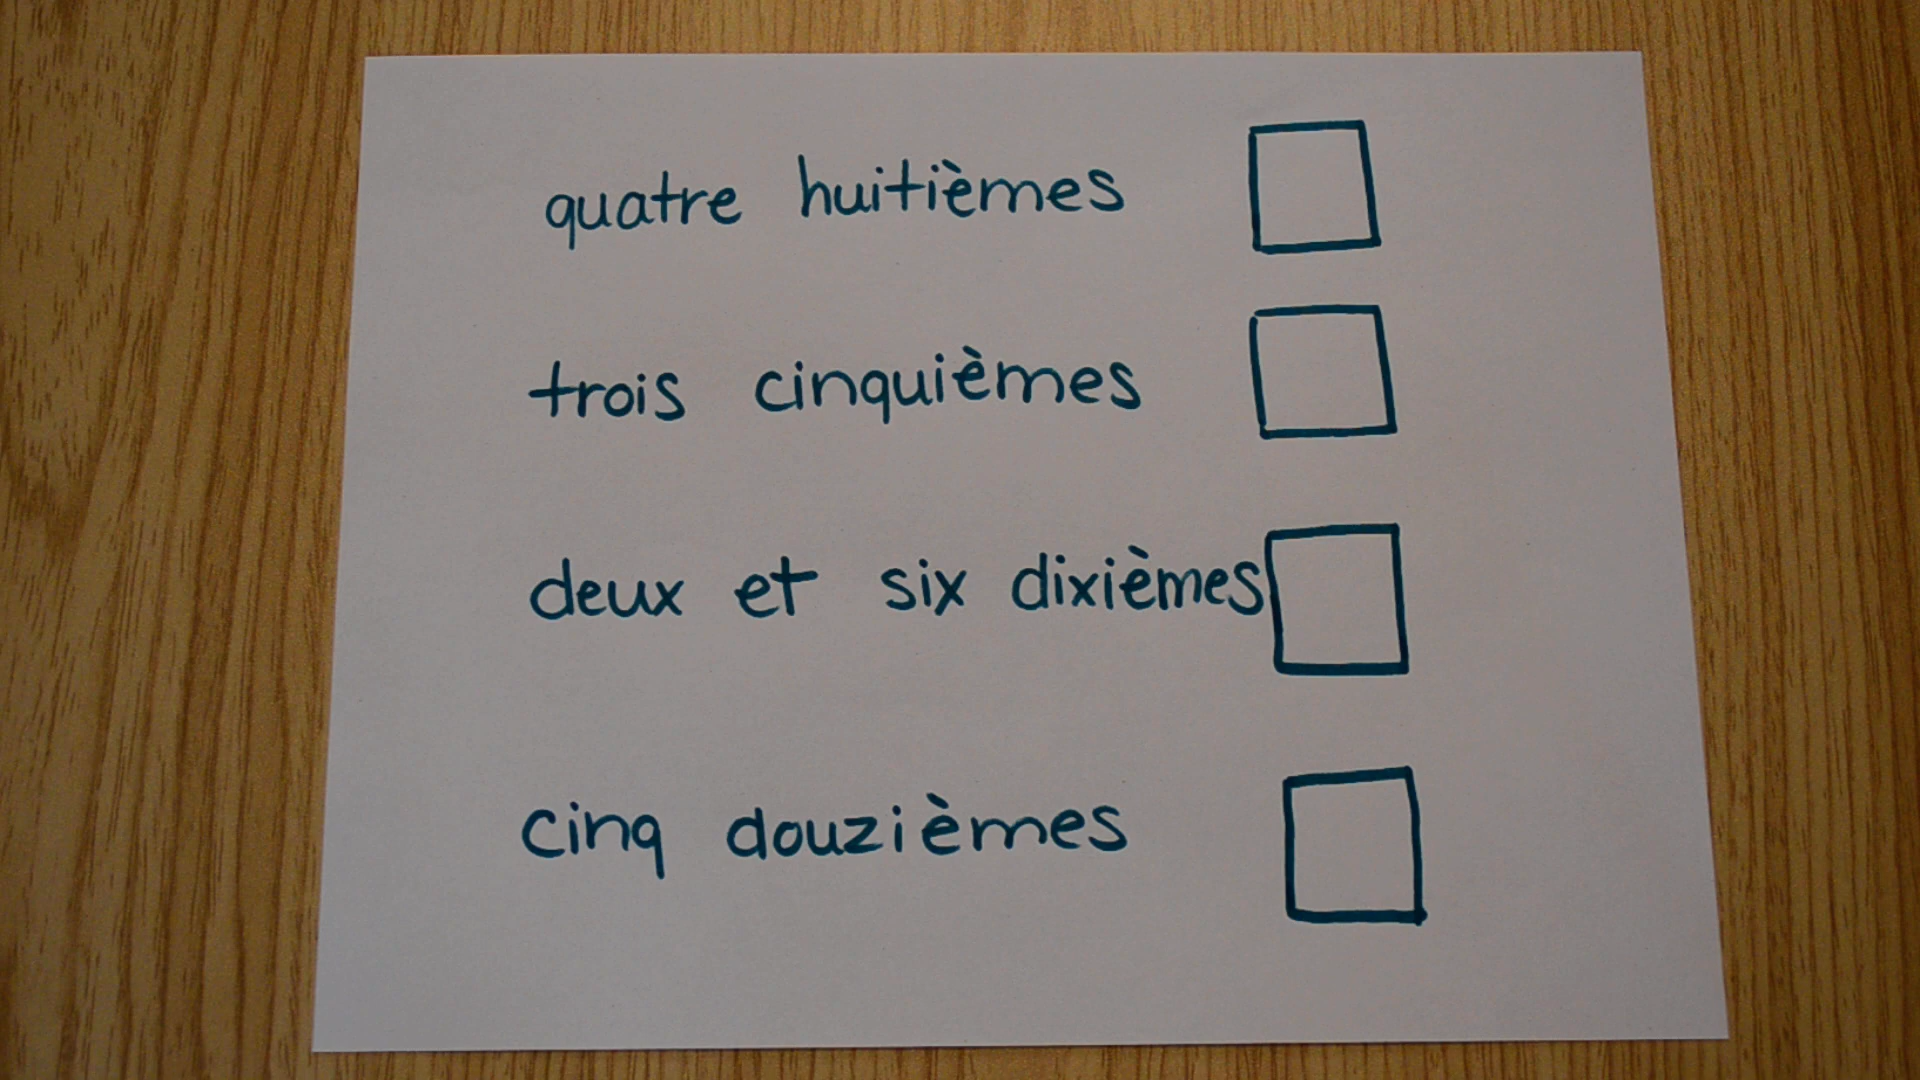 quatre huitièmes
trois cinquièmes
deux et six dixièmes
cinq douzièmes